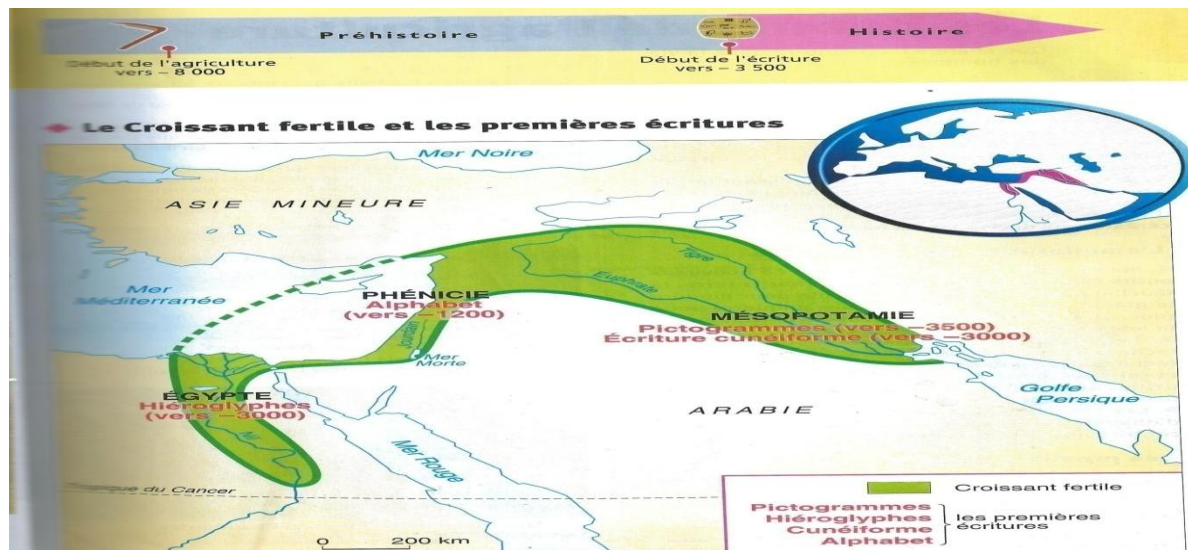 Préhistoire
Histoire
Début de l'agriculture
vers – 8 000
Début de l'écriture
vers – 3 500
Le Croissant fertile et les premières écritures
Mer Noire
ASIE MINEURE
Mer
Méditerranée
PHÉNICIE
Alphabet
(vers –1200)
Jourdain
Mer
Morte
Tigre
Euphrate
MÉSOPOTAMIE
Pictogrammes (vers –3500)
Écriture cunéiforme (vers –3000)
ÉGYPTE
Hiéroglyphes
(vers –3000)
Nil
Mer Rouge
ARABIE
Golfe
Persique
Tropique du Cancer
0 200 km
Croissant fertile
Pictogrammes
Hiéroglyphes
Cunéiforme
Alphabet
les premières
écritures